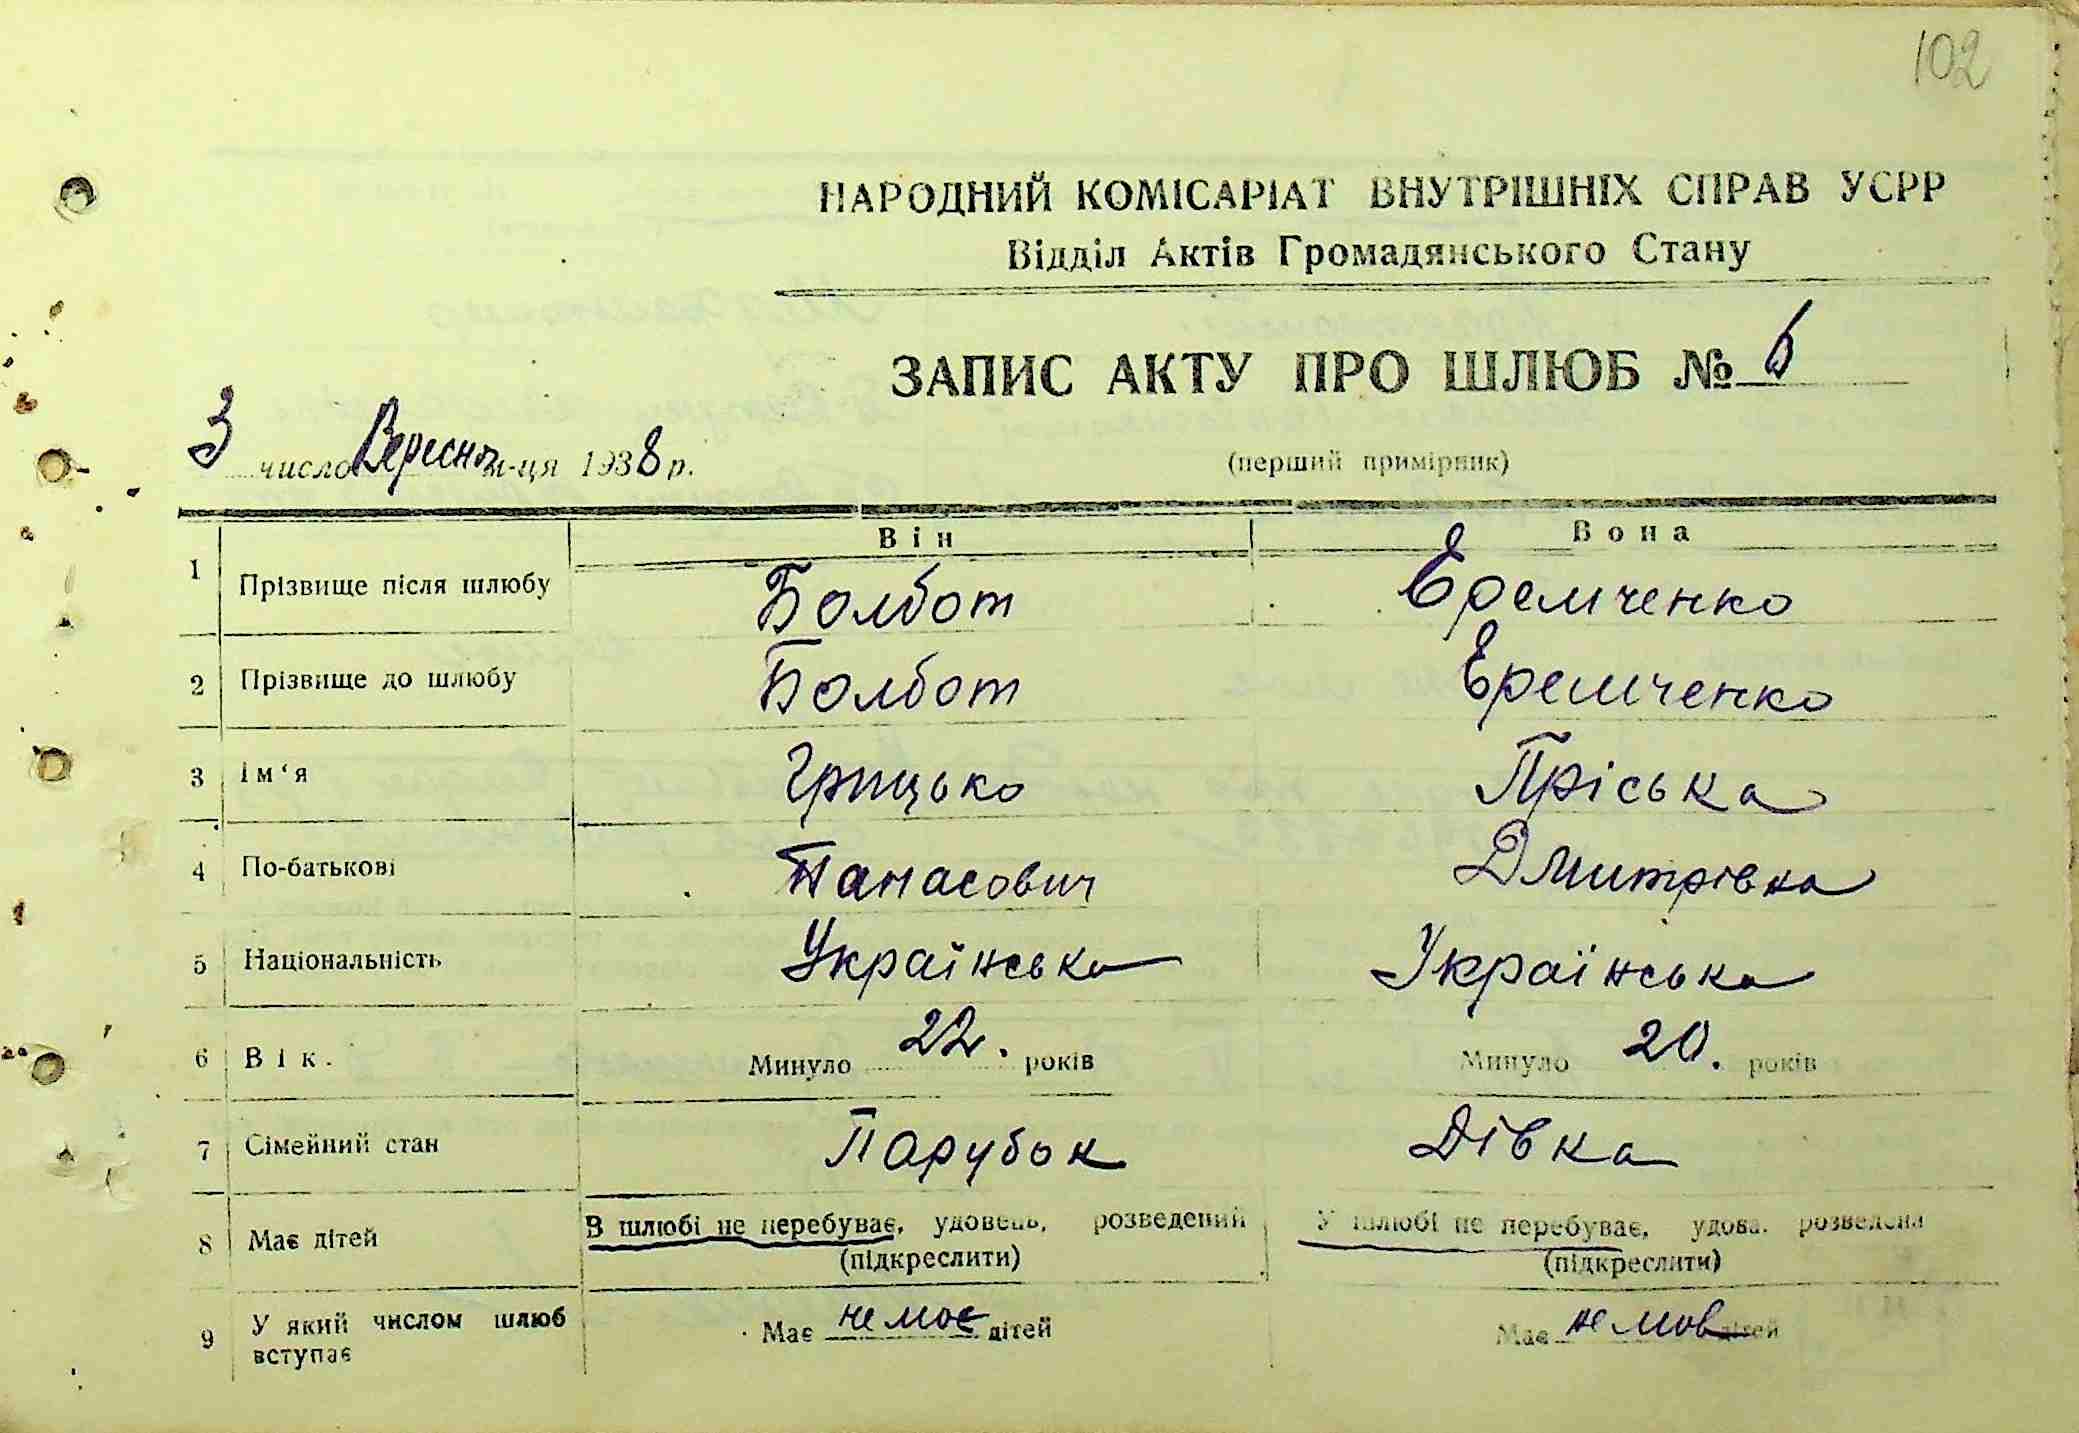 102
НАРОДНИЙ КОМІСАРІАТ ВНУТРІШНІХ СПРАВ УСРР
Відділ Актів Громадянського Стану
ЗАПИС АКТУ ПРО ШЛЮБ № 6
3 число Вересня м-ця 1938 р.
(перший примірник)
Він Вона
1 Прізвище після шлюбу Болбот Еремченко
2 Прізвище до шлюбу Болбот Еремченко
3 Ім'я Грицько Пріська
4 По-батькові Панасович Дмитрівка
5 Національність Українська Українська
6 Вік. Минуло 22. років Минуло 20. років
7 Сімейний стан Парубок Дівка
8 Має дітей В шлюбі не перебуває, удовець, розведений У шлюбі не перебуває, удова. розведена
(підкреслити) (підкреслити)
9 У який числом шлюб вступає Має не має дітей Має не має дітей